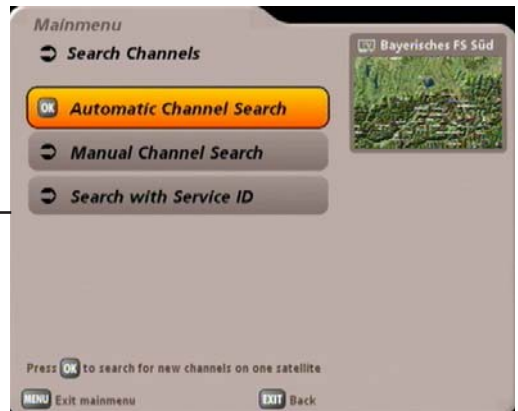 Mainmenu
Search Channels
TV Bayerisches FS Süd
OK Automatic Channel Search
Manual Channel Search
Search with Service ID
Press OK to search for new channels on one satellite
MENU Exit mainmenu
EXIT Back